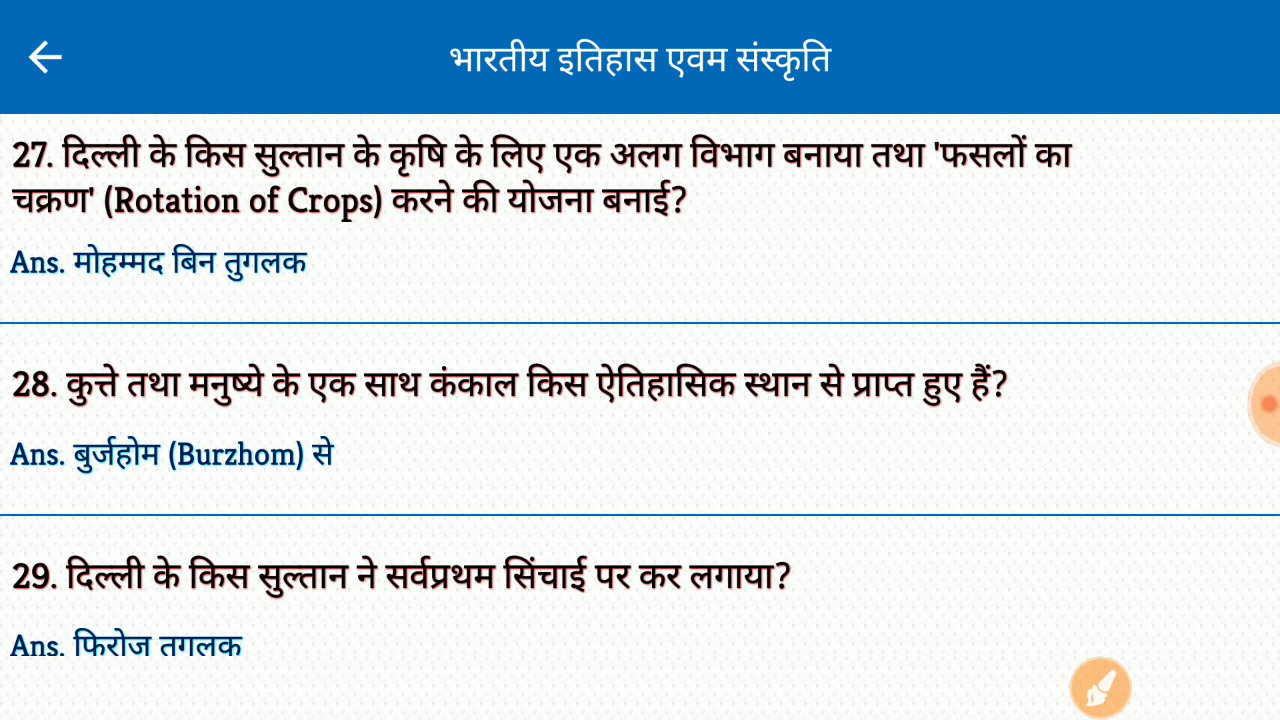 भारतीय इतिहास एवम संस्कृति
27. दिल्ली के किस सुल्तान के कृषि के लिए एक अलग विभाग बनाया तथा 'फसलों का
चक्रण' (Rotation of Crops) करने की योजना बनाई?
Ans. मोहम्मद बिन तुगलक
28. कुत्ते तथा मनुष्ये के एक साथ कंकाल किस ऐतिहासिक स्थान से प्राप्त हुए हैं?
Ans. बुर्जहोम (Burzhom) से
29. दिल्ली के किस सुल्तान ने सर्वप्रथम सिंचाई पर कर लगाया?
Ans. फिरोज तुगलक